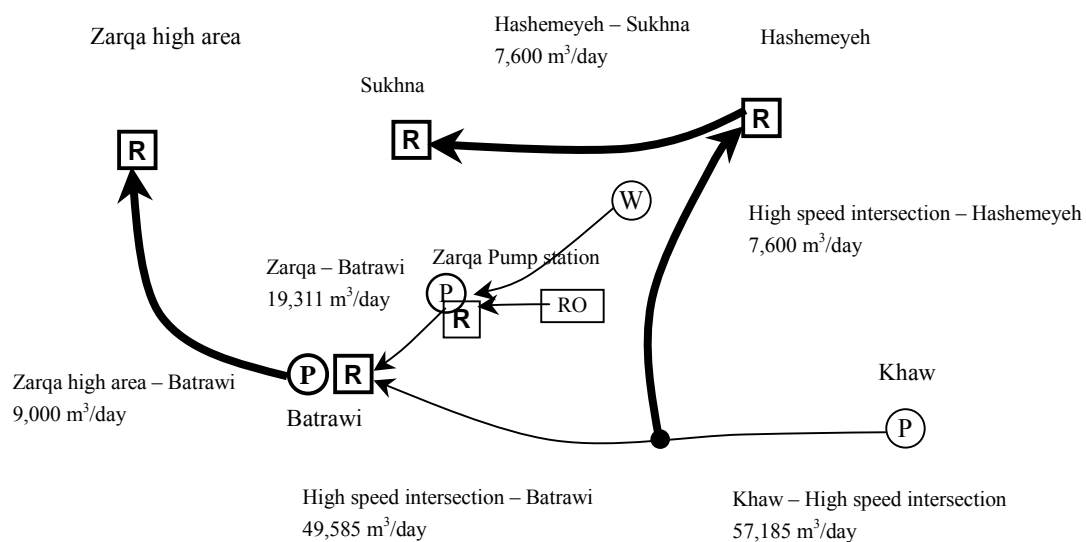 Hashemeyeh – Sukhna
7,600 m³/day
Zarqa high area
Hashemeyeh
Sukhna
R
R
R
W
High speed intersection – Hashemeyeh
7,600 m³/day
Zarqa Pump station
Zarqa – Batrawi
19,311 m³/day
P
R
RO
Zarqa high area – Batrawi
9,000 m³/day
P
R
Batrawi
Khaw
P
High speed intersection – Batrawi
49,585 m³/day
Khaw – High speed intersection
57,185 m³/day